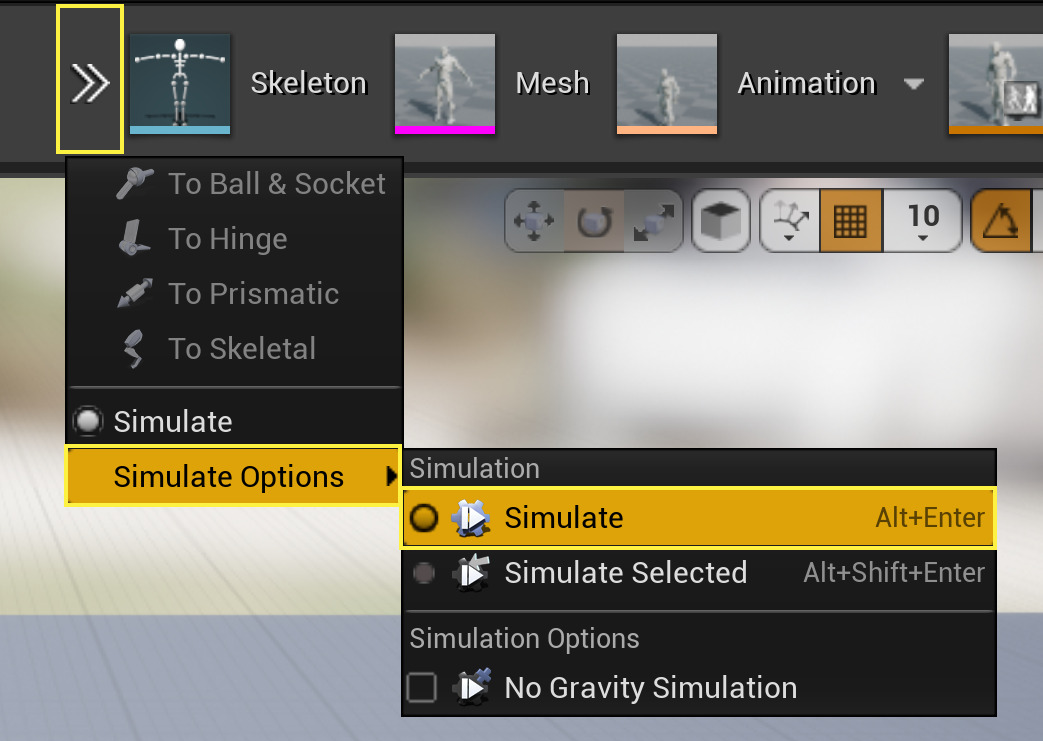 Skeleton
Mesh
Animation
To Ball & Socket
To Hinge
To Prismatic
To Skeletal
10
Simulate
Simulate Options
Simulation
Simulate Alt+Enter
Simulate Selected Alt+Shift+Enter
Simulation Options
No Gravity Simulation